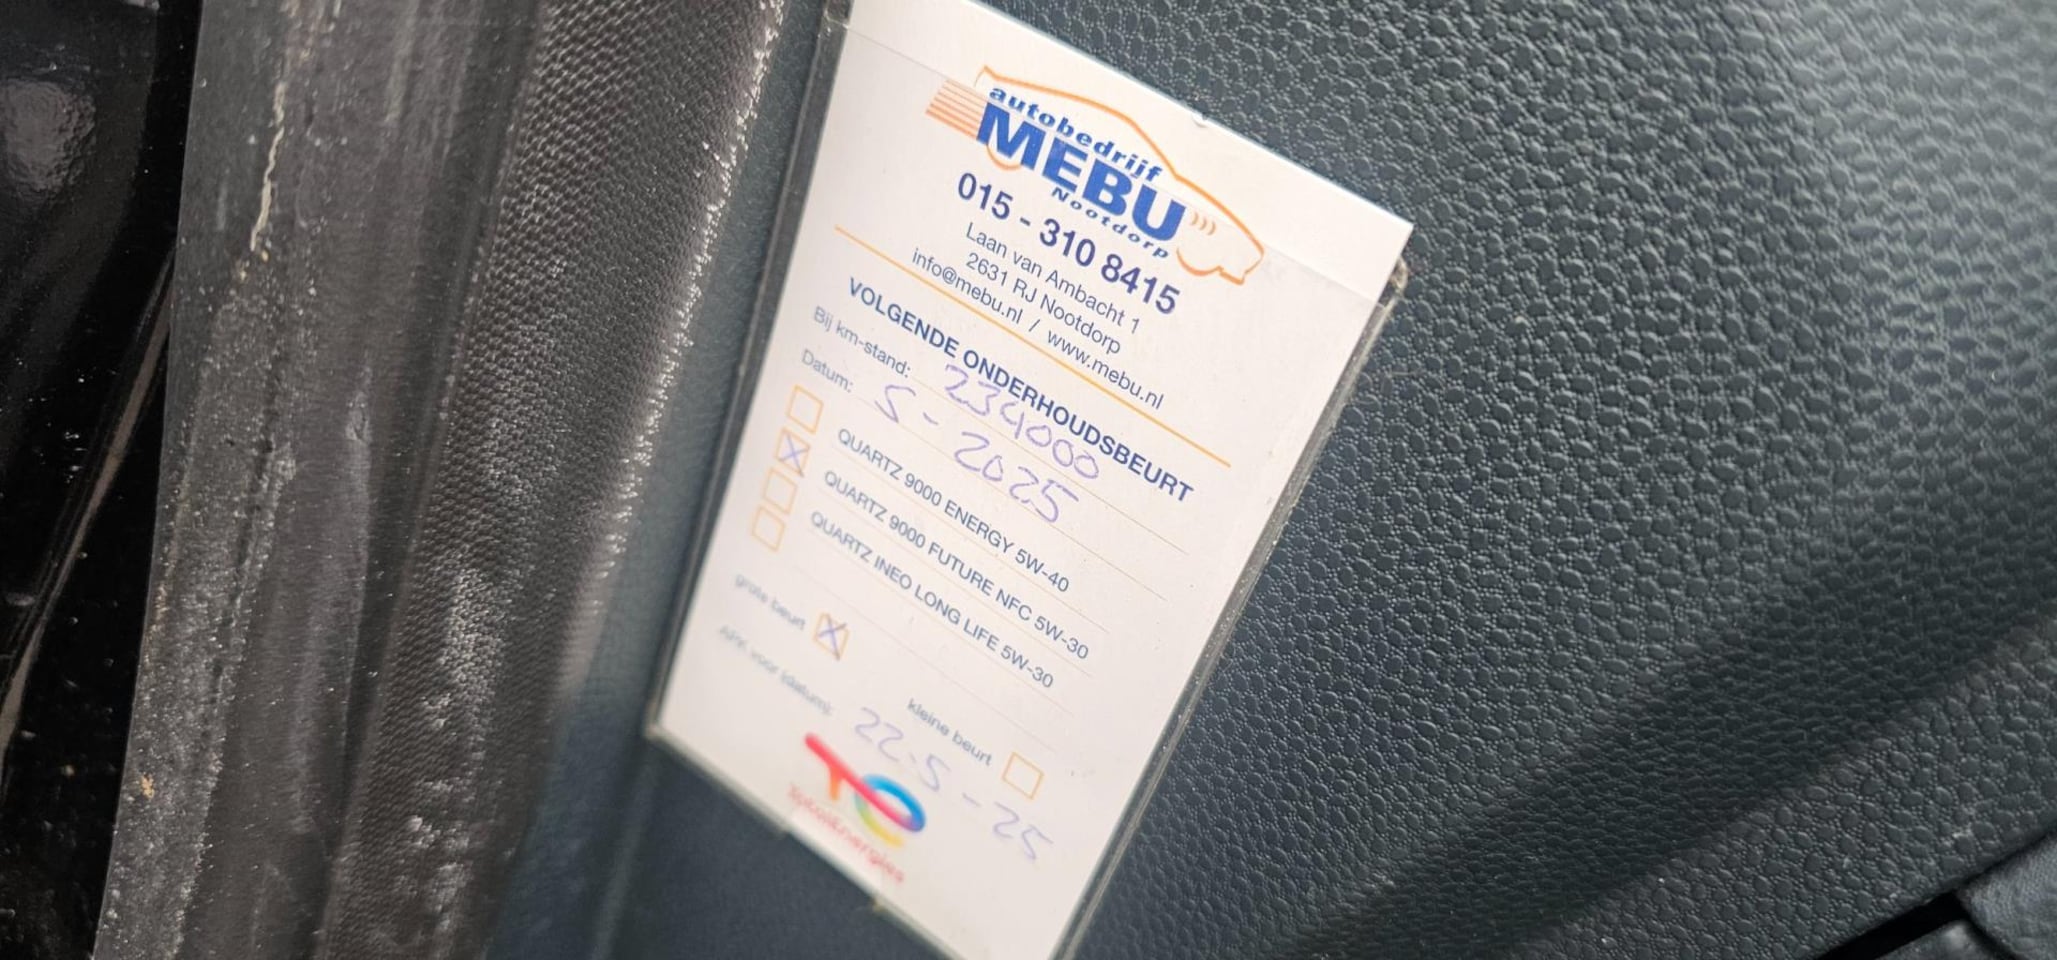 autobedrijf
MEBU
Nootdorp
015 - 310 8415
Laan van Ambacht 1
2631 RJ Nootdorp
info@mebu.nl / www.mebu.nl
VOLGENDE ONDERHOUDSBEURT
Bij km-stand: 234000
Datum: 5-2025
QUARTZ 9000 ENERGY 5W-40
QUARTZ 9000 FUTURE NFC 5W-30
QUARTZ INEO LONG LIFE 5W-30
grote beurt
kleine beurt
APK voor (datum): 22-5-25
TotalEnergies